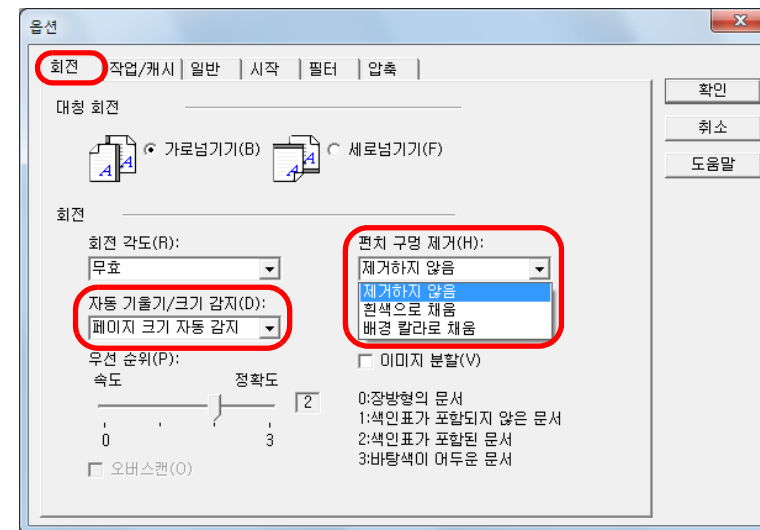 옵션
회전 작업/캐시 일반 시작 필터 압축
확인
취소
도움말
대칭 회전
가로넘기기(B) 세로넘기기(F)
회전
회전 각도(R):
무효
자동 기울기/크기 감지(D):
페이지 크기 자동 감지
우선 순위(P):
속도 정확도
2
0 3
오버스캔(O)
펀치 구멍 제거(H):
제거하지 않음
제거하지 않음
흰색으로 채움
배경 칼라로 채움
이미지 분할(V)
0:장방형의 문서
1:색인표가 포함되지 않은 문서
2:색인표가 포함된 문서
3:바탕색이 어두운 문서